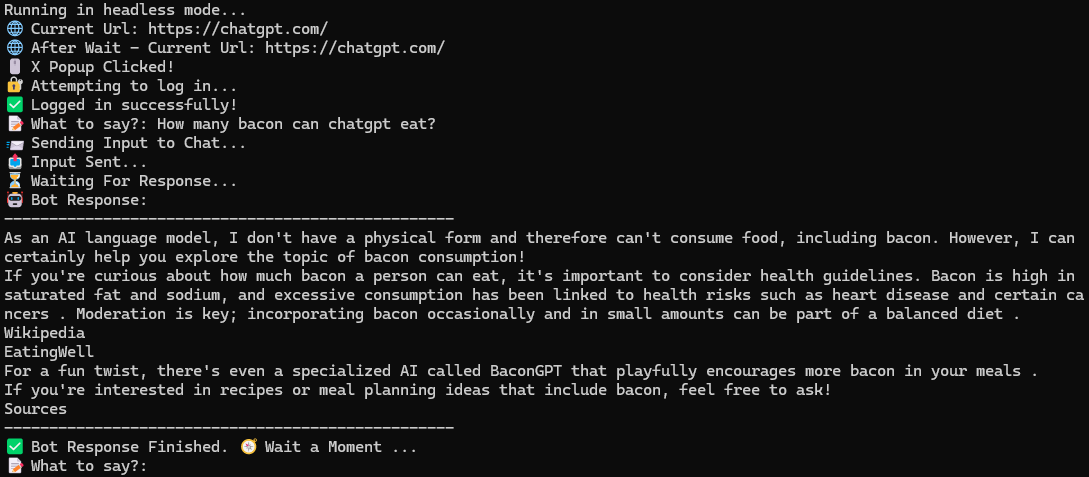 Running in headless mode...
🌐 Current Url: https://chatgpt.com/
🌐 After Wait - Current Url: https://chatgpt.com/
🖱️ X Popup Clicked!
🔐 Attempting to log in...
✅ Logged in successfully!
📝 What to say?: How many bacon can chatgpt eat?
📨 Sending Input to Chat...
📤 Input Sent...
⏳ Waiting For Response...
🤖 Bot Response:
--------------------------------------------------
As an AI language model, I don't have a physical form and therefore can't consume food, including bacon. However, I can
certainly help you explore the topic of bacon consumption!
If you're curious about how much bacon a person can eat, it's important to consider health guidelines. Bacon is high in
saturated fat and sodium, and excessive consumption has been linked to health risks such as heart disease and certain ca
ncers . Moderation is key; incorporating bacon occasionally and in small amounts can be part of a balanced diet .
Wikipedia
EatingWell
For a fun twist, there's even a specialized AI called BaconGPT that playfully encourages more bacon in your meals .
If you're interested in recipes or meal planning ideas that include bacon, feel free to ask!
Sources
--------------------------------------------------
✅ Bot Response Finished. 🧭 Wait a Moment ...
📝 What to say?: